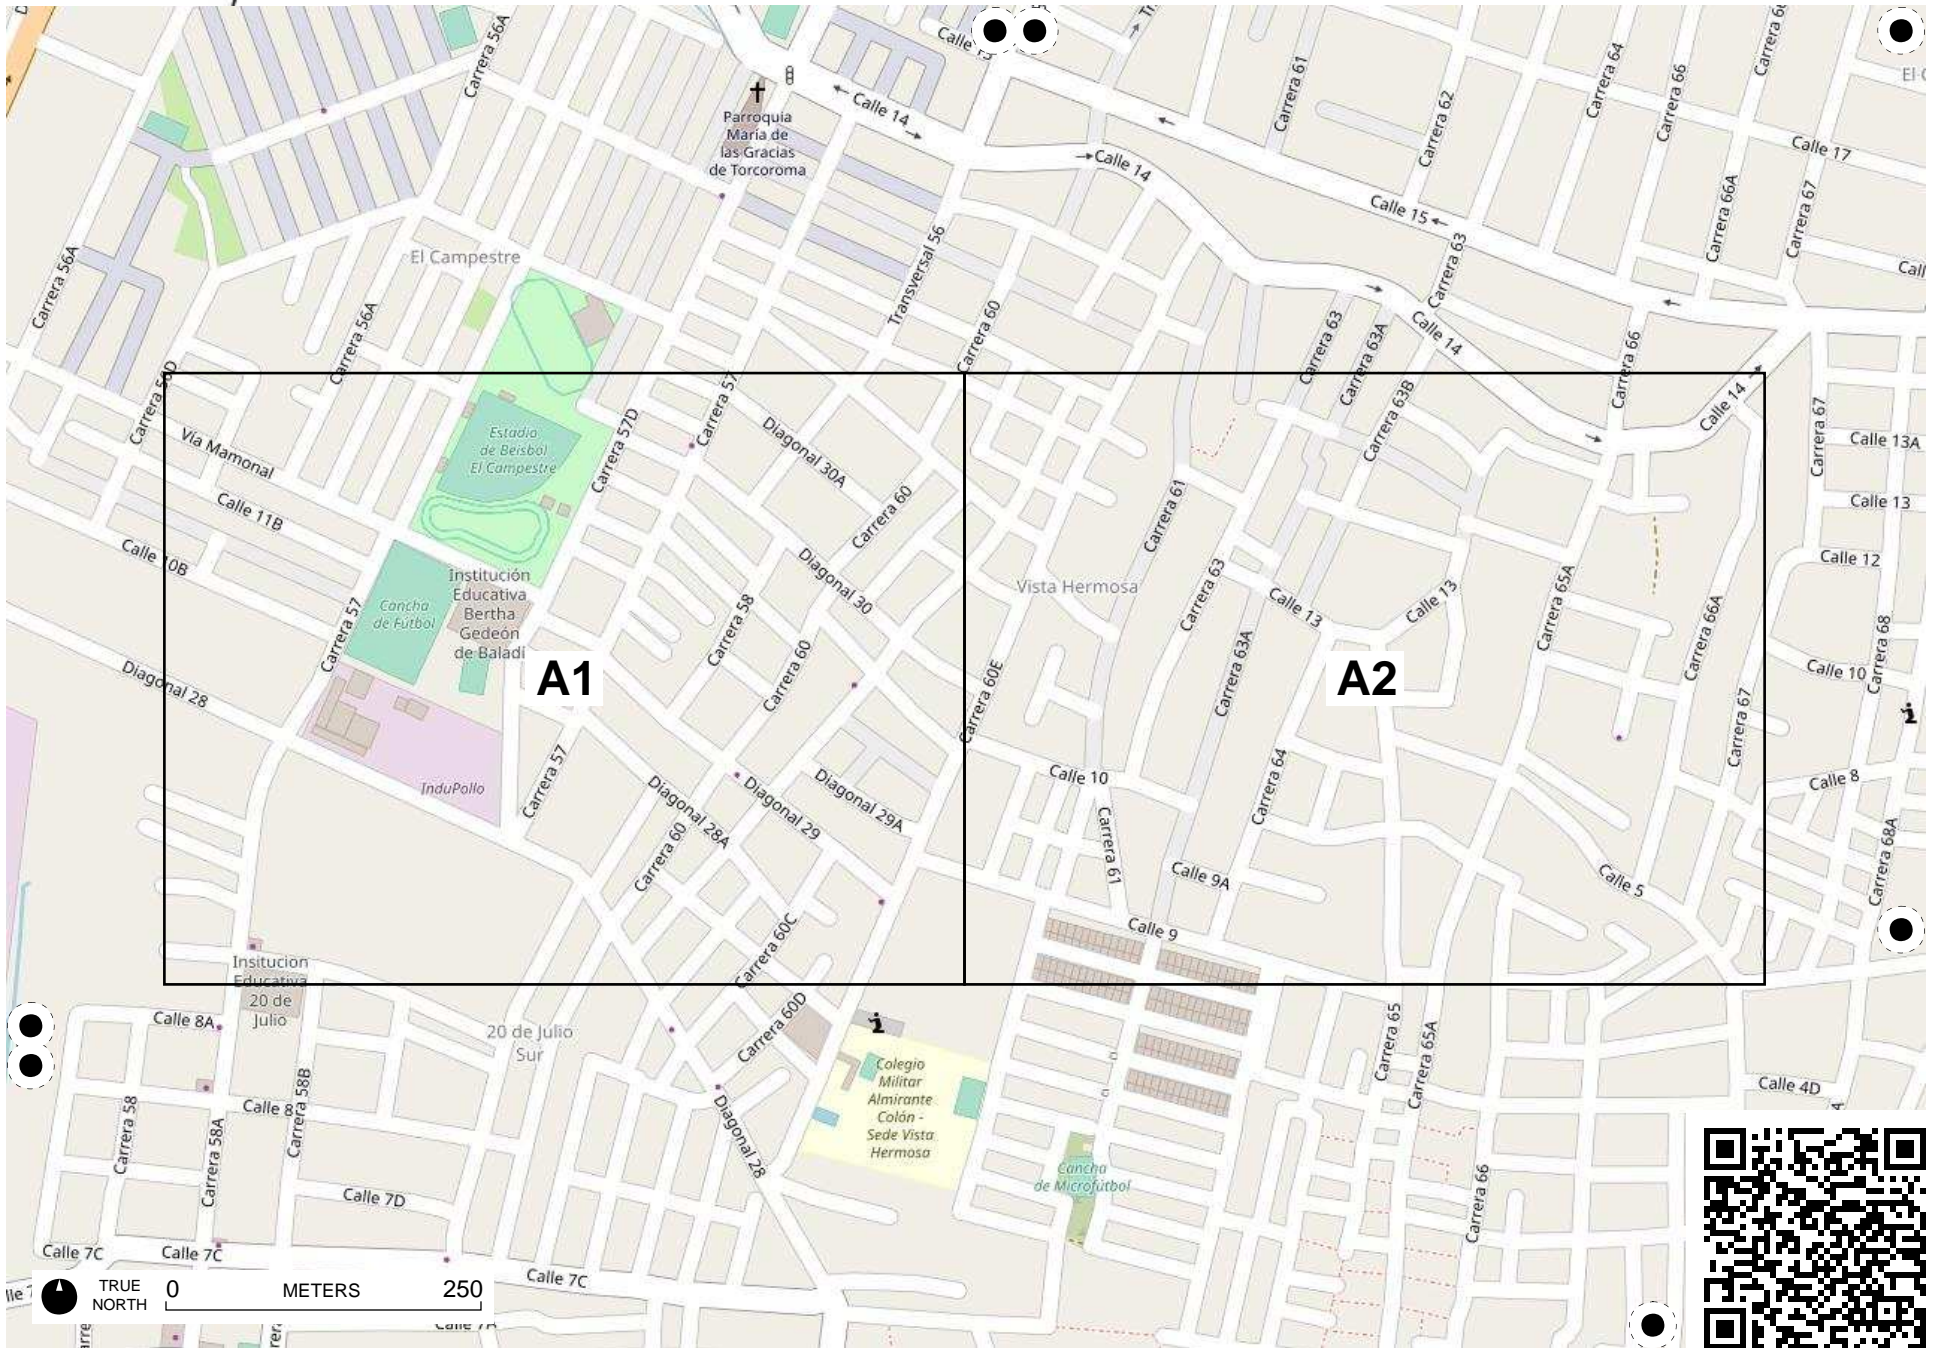 Carrera 56A
Calle 14
Parroquia
María de
las Gracias
de Torcoroma
Carrera 61
Carrera 62
Carrera 64
Carrera 66
Calle 17
Calle 14
Calle 15
Carrera 66A
Carrera 67
El Campestre
Carrera 56A
Carrera 56A
Transversal 56
Carrera 60
Carrera 63
Calle 14
Carrera 63
Carrera 63A
Carrera 66
Carrera 63B
Calle 14
Carrera 67
Calle 13A
Vía Mamonal
Estadio
de Beisbol
El Campestre
Carrera 57D
Diagonal 30A
Calle 11B
Calle 10B
Carrera 60
Carrera 61
Calle 13
Calle 12
Institución
Educativa
Bertha
Gedeón
de Baladí
Cancha
de Fútbol
Carrera 57
Diagonal 30
Carrera 58
Carrera 60
Vista Hermosa
Carrera 63
Calle 13
Calle 13
Carrera 65A
Carrera 66A
Carrera 68
Calle 10
Diagonal 28
A1
Carrera 60E
Carrera 63A
A2
Carrera 67
InduPollo
Carrera 57
Diagonal 28A
Diagonal 29
Diagonal 29A
Calle 10
Carrera 64
Calle 8
Carrera 60
Carrera 61
Calle 9A
Calle 5
Carrera 68A
Carrera 60C
Calle 9
Insitución
Educativa
20 de
Julio
Calle 8A
20 de Julio
Sur
Carrera 60D
Carrera 65
Carrera 65A
Colegio
Militar
Almirante
Colón -
Sede Vista
Hermosa
Calle 4D
Carrera 58
Carrera 58A
Carrera 58B
Calle 8
Diagonal 28
Cancha
de Microfútbol
Calle 7D
Carrera 66
Calle 7C
Calle 7C
Calle 7C
TRUE
NORTH
0 METERS 250